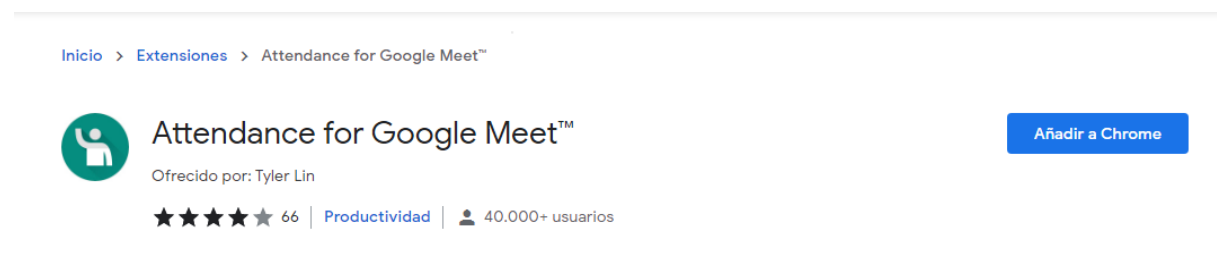 Inicio > Extensiones > Attendance for Google Meet™
Attendance for Google Meet™
Añadir a Chrome
Ofrecido por: Tyler Lin
66 | Productividad | 40.000+ usuarios